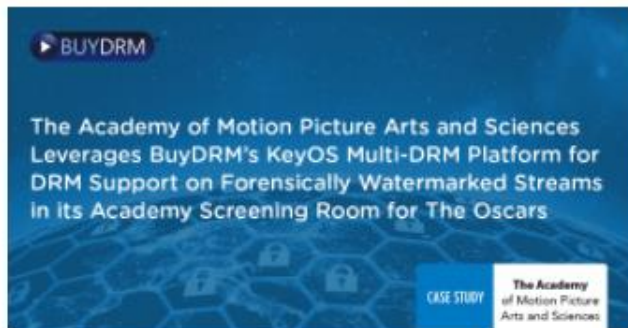 BUYDRM
The Academy of Motion Picture Arts and Sciences
Leverages BuyDRM's KeyOS Multi-DRM Platform for
DRM Support on Forensically Watermarked Streams
in its Academy Screening Room for The Oscars
CASE STUDY
The Academy
of Motion Picture
Arts and Sciences